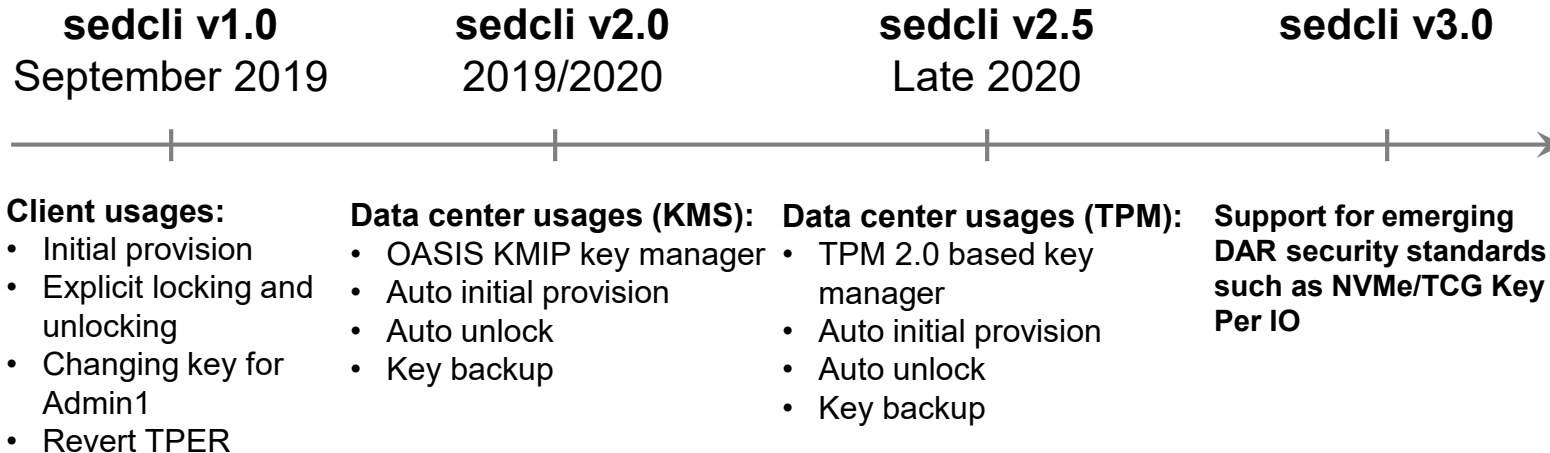 sedcli v1.0
September 2019
sedcli v2.0
2019/2020
sedcli v2.5
Late 2020
sedcli v3.0
Client usages:
• Initial provision
• Explicit locking and
unlocking
• Changing key for
Admin1
• Revert TPER
Data center usages (KMS):
• OASIS KMIP key manager
• Auto initial provision
• Auto unlock
• Key backup
Data center usages (TPM):
• TPM 2.0 based key
manager
• Auto initial provision
• Auto unlock
• Key backup
Support for emerging
DAR security standards
such as NVMe/TCG Key
Per IO